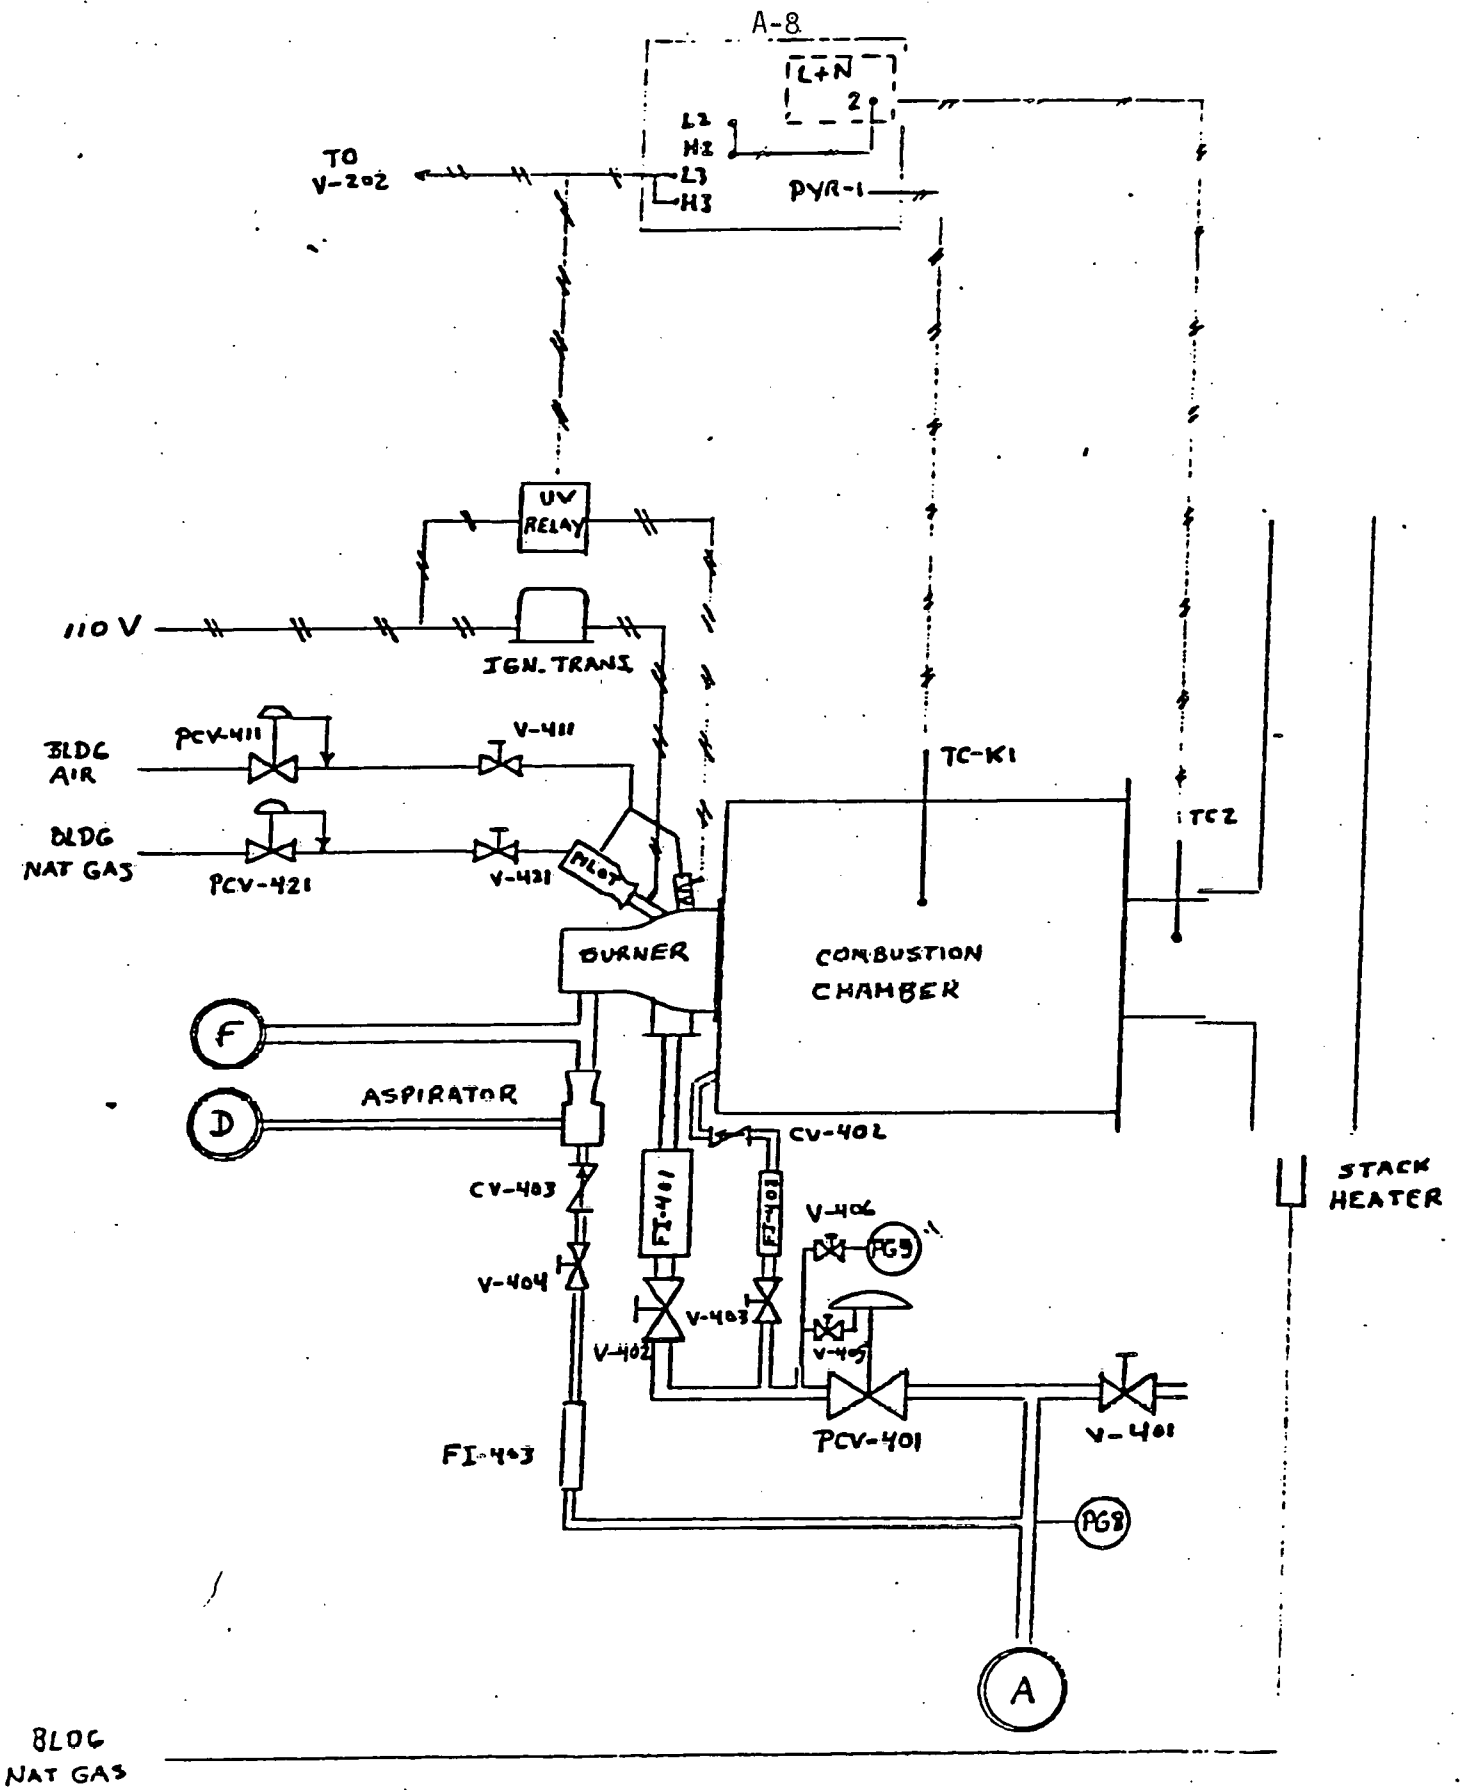 A-8
L+N
2
L2
H2
TO
V-202
L3
H3
PYR-1
UV
RELAY
110 V
IGN. TRANS
PCV-411
V-411
BLDG
AIR
TC-K1
TC2
BLDG
NAT GAS
PCV-421
V-421
PILOT
BURNER
COMBUSTION
CHAMBER
F
ASPIRATOR
D
CV-402
CV-403
FI-401
V-406
PG9
STACK
HEATER
V-404
V-403
V-402
V-405
PCV-401
V-401
FI-403
PG8
A
BLDG
NAT GAS